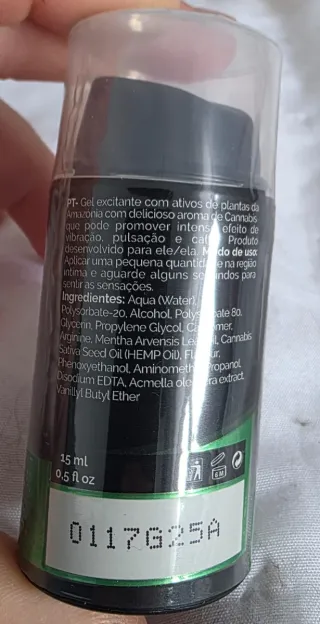 PT- Gel excitante com ativos de plantas da
Amazonia com delicioso aroma de Cannabis
que pode promover intenso efeito de
vibração, pulsação e calor. Produto
desenvolvido para ele/ela. Modo de uso:
Aplicar uma pequena quantidade na região
íntima e aguarde alguns segundos para
sentir as sensações.
Ingredientes: Aqua (Water),
Polysorbate-20, Alcohol, Polysorbate 80,
Glycerin, Propylene Glycol, Carbomer,
Arginine, Mentha Arvensis Leaf Oil, Cannabis
Sativa Seed Oil (HEMP Oil), Flavour,
Phenoxyethanol, Aminomethyl Propanol,
Disodium EDTA, Acmella oleracea extract,
Vanillyl Butyl Ether
15 ml
0,5 fl oz
6 M
0117G25A